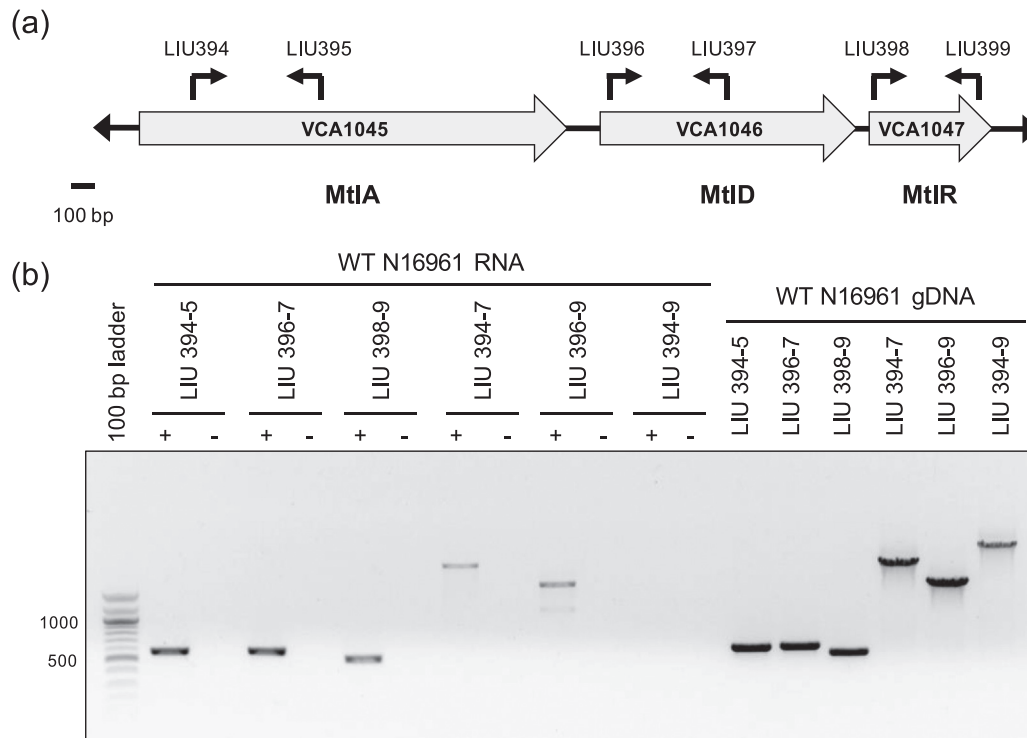 (a)
LIU394 LIU395 LIU396 LIU397 LIU398 LIU399
VCA1045 VCA1046 VCA1047
MtlA MtlD MtlR
100 bp
(b)
WT N16961 RNA
WT N16961 gDNA
100 bp ladder
LIU 394-5
LIU 396-7
LIU 398-9
LIU 394-7
LIU 396-9
LIU 394-9
LIU 394-5
LIU 396-7
LIU 398-9
LIU 394-7
LIU 396-9
LIU 394-9
+ - + - + - + - + - + -
1000
500